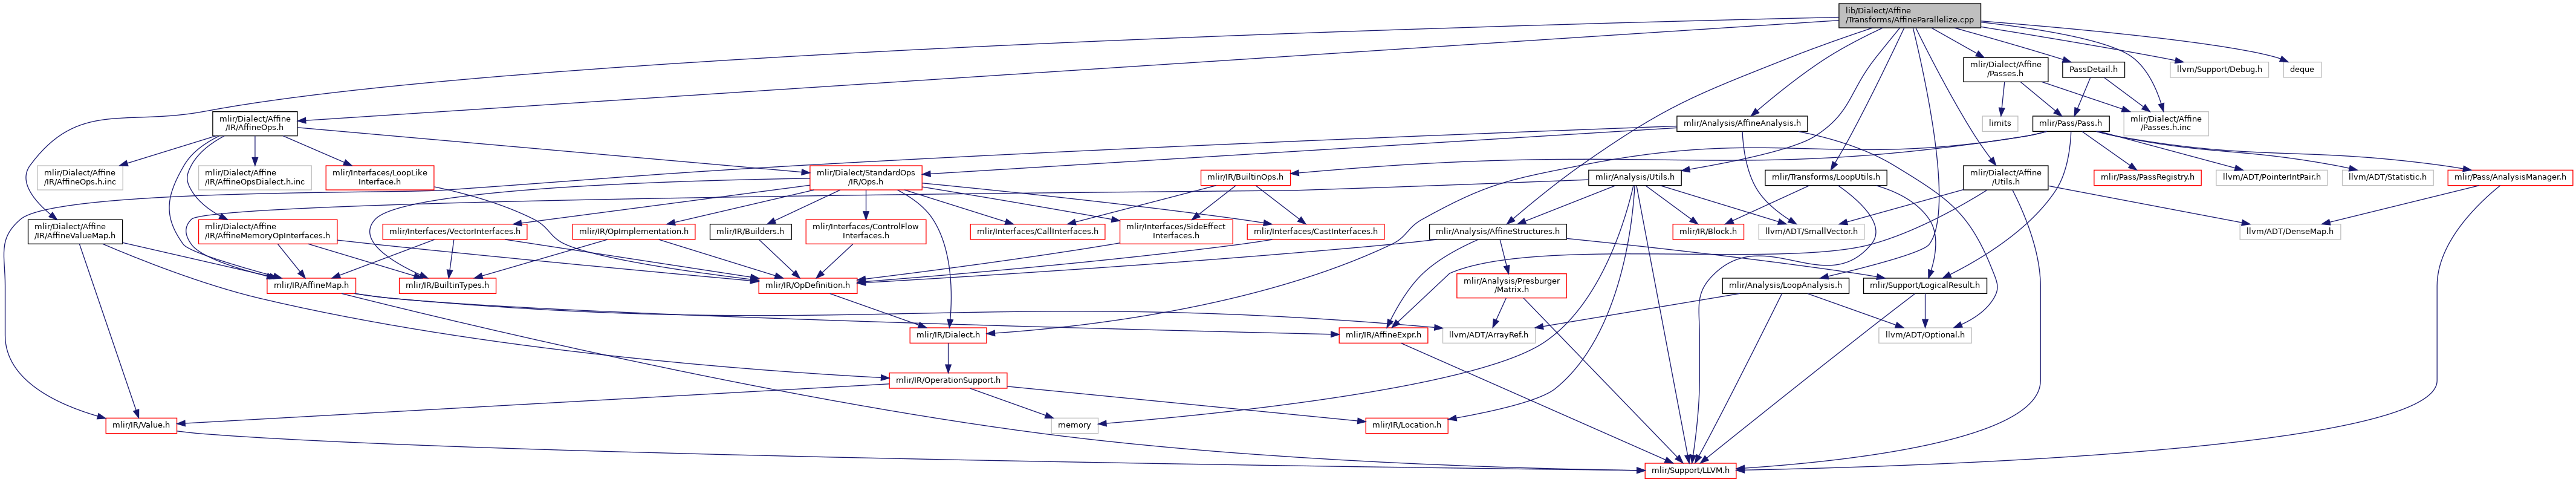 lib/Dialect/Affine
/Transforms/AffineParallelize.cpp
mlir/Dialect/Affine
/Passes.h
PassDetail.h
llvm/Support/Debug.h
deque
mlir/Dialect/Affine
/IR/AffineOps.h
mlir/Analysis/AffineAnalysis.h
limits
mlir/Pass/Pass.h
mlir/Dialect/Affine
/Passes.h.inc
mlir/Dialect/Affine
/IR/AffineOps.h.inc
mlir/Dialect/Affine
/IR/AffineOpsDialect.h.inc
mlir/Interfaces/LoopLike
Interface.h
mlir/Dialect/StandardOps
/IR/Ops.h
mlir/IR/BuiltinOps.h
mlir/Analysis/Utils.h
mlir/Transforms/LoopUtils.h
mlir/Dialect/Affine
/Utils.h
mlir/Pass/PassRegistry.h
llvm/ADT/PointerIntPair.h
llvm/ADT/Statistic.h
mlir/Pass/AnalysisManager.h
mlir/Dialect/Affine
/IR/AffineValueMap.h
mlir/Dialect/Affine
/IR/AffineMemoryOpInterfaces.h
mlir/Interfaces/VectorInterfaces.h
mlir/IR/OpImplementation.h
mlir/IR/Builders.h
mlir/Interfaces/ControlFlow
Interfaces.h
mlir/Interfaces/CallInterfaces.h
mlir/Interfaces/SideEffect
Interfaces.h
mlir/Interfaces/CastInterfaces.h
mlir/Analysis/AffineStructures.h
mlir/IR/Block.h
llvm/ADT/SmallVector.h
llvm/ADT/DenseMap.h
mlir/IR/AffineMap.h
mlir/IR/BuiltinTypes.h
mlir/IR/OpDefinition.h
mlir/Analysis/Presburger
/Matrix.h
mlir/Analysis/LoopAnalysis.h
mlir/Support/LogicalResult.h
mlir/IR/Dialect.h
llvm/ADT/ArrayRef.h
mlir/IR/AffineExpr.h
llvm/ADT/Optional.h
mlir/IR/OperationSupport.h
mlir/IR/Value.h
memory
mlir/IR/Location.h
mlir/Support/LLVM.h